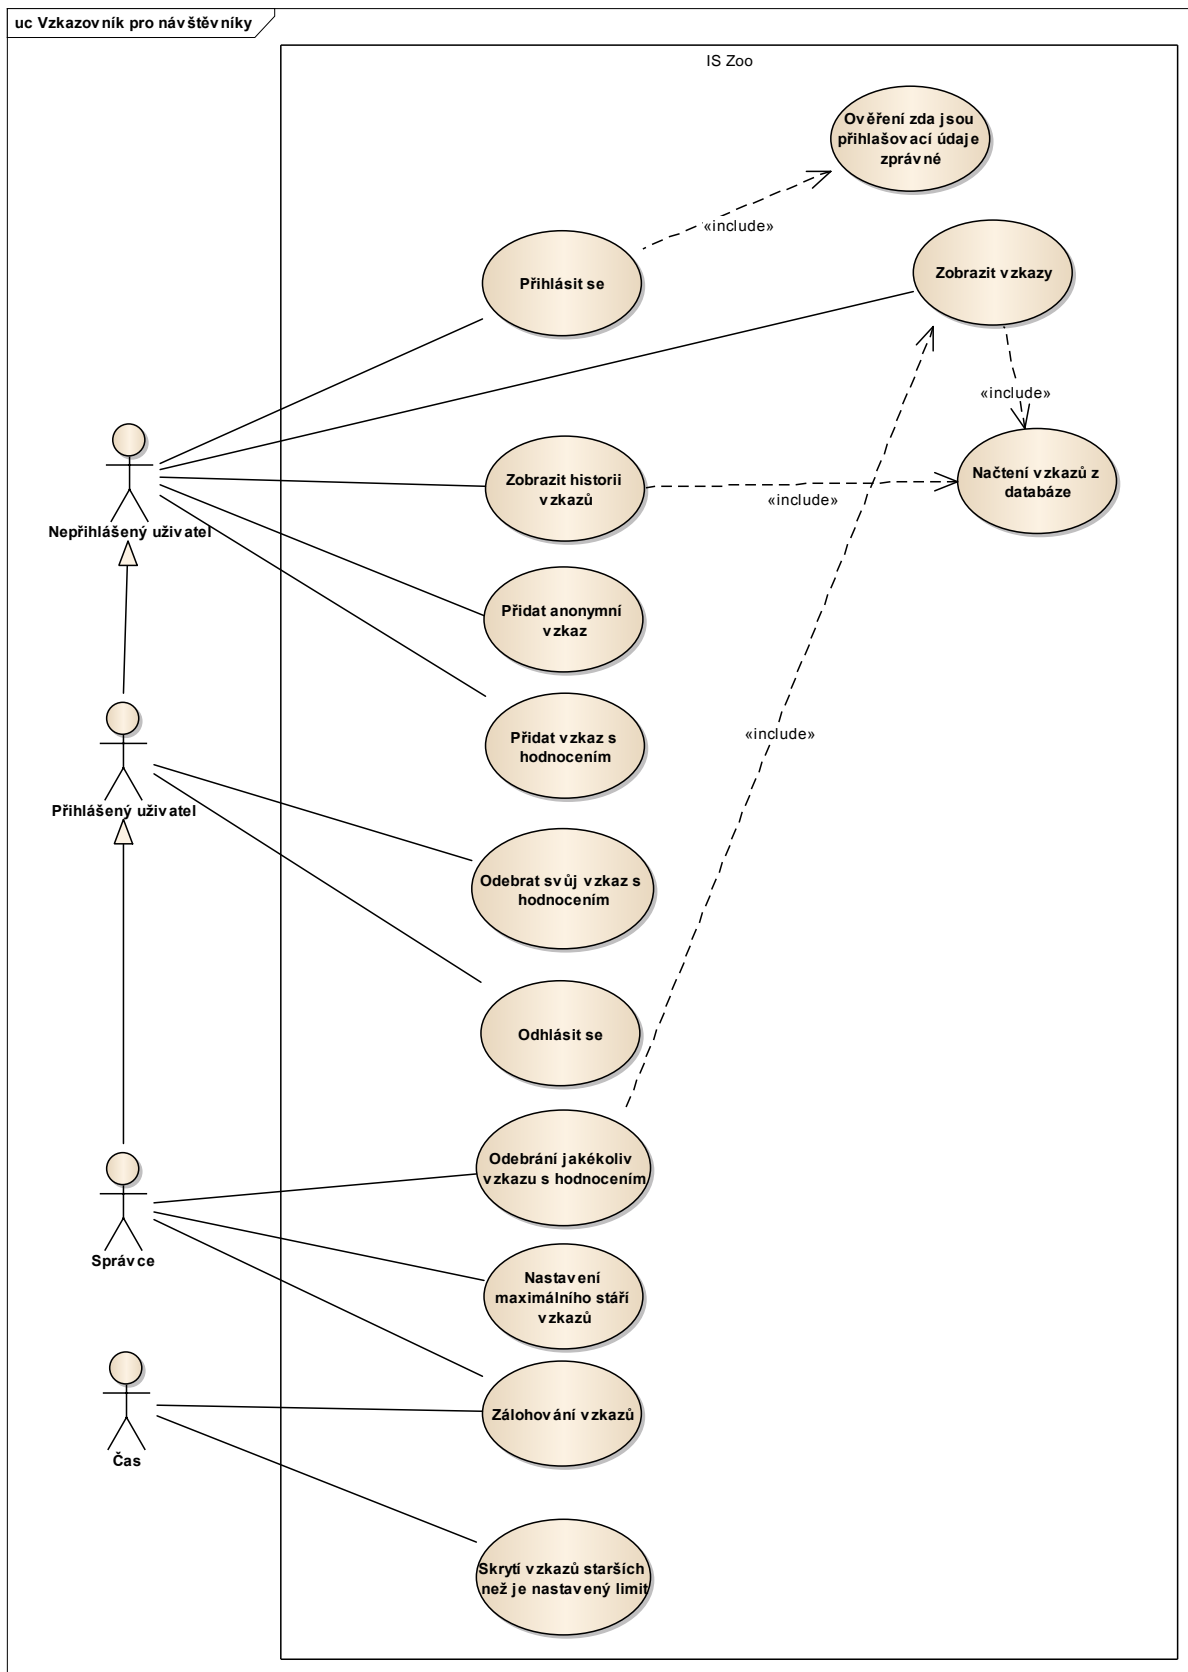 uc Vzkazovník pro návštěvníky
IS Zoo
Ověření zda jsou
přihlašovací údaje
zprávné
«include»
Přihlásit se
Zobrazit vzkazy
«include»
Nepřihlášený uživatel
Zobrazit historii
vzkazů
«include»
Načtení vzkazů z
databáze
Přidat anonymní
vzkaz
Přidat vzkaz s
hodnocením
«include»
Přihlášený uživatel
Odebrat svůj vzkaz s
hodnocením
Odhlásit se
Odebrání jakékoliv
vzkazu s hodnocením
Správce
Nastavení
maximálního stáří
vzkazů
Zálohování vzkazů
Čas
Skrytí vzkazů starších
než je nastavený limit